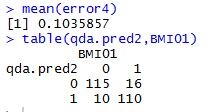 > mean(error4)
[1] 0.1035857
> table(qda.pred2,BMI01)
         BMI01
qda.pred2   0   1
        0 115  16
        1  10 110